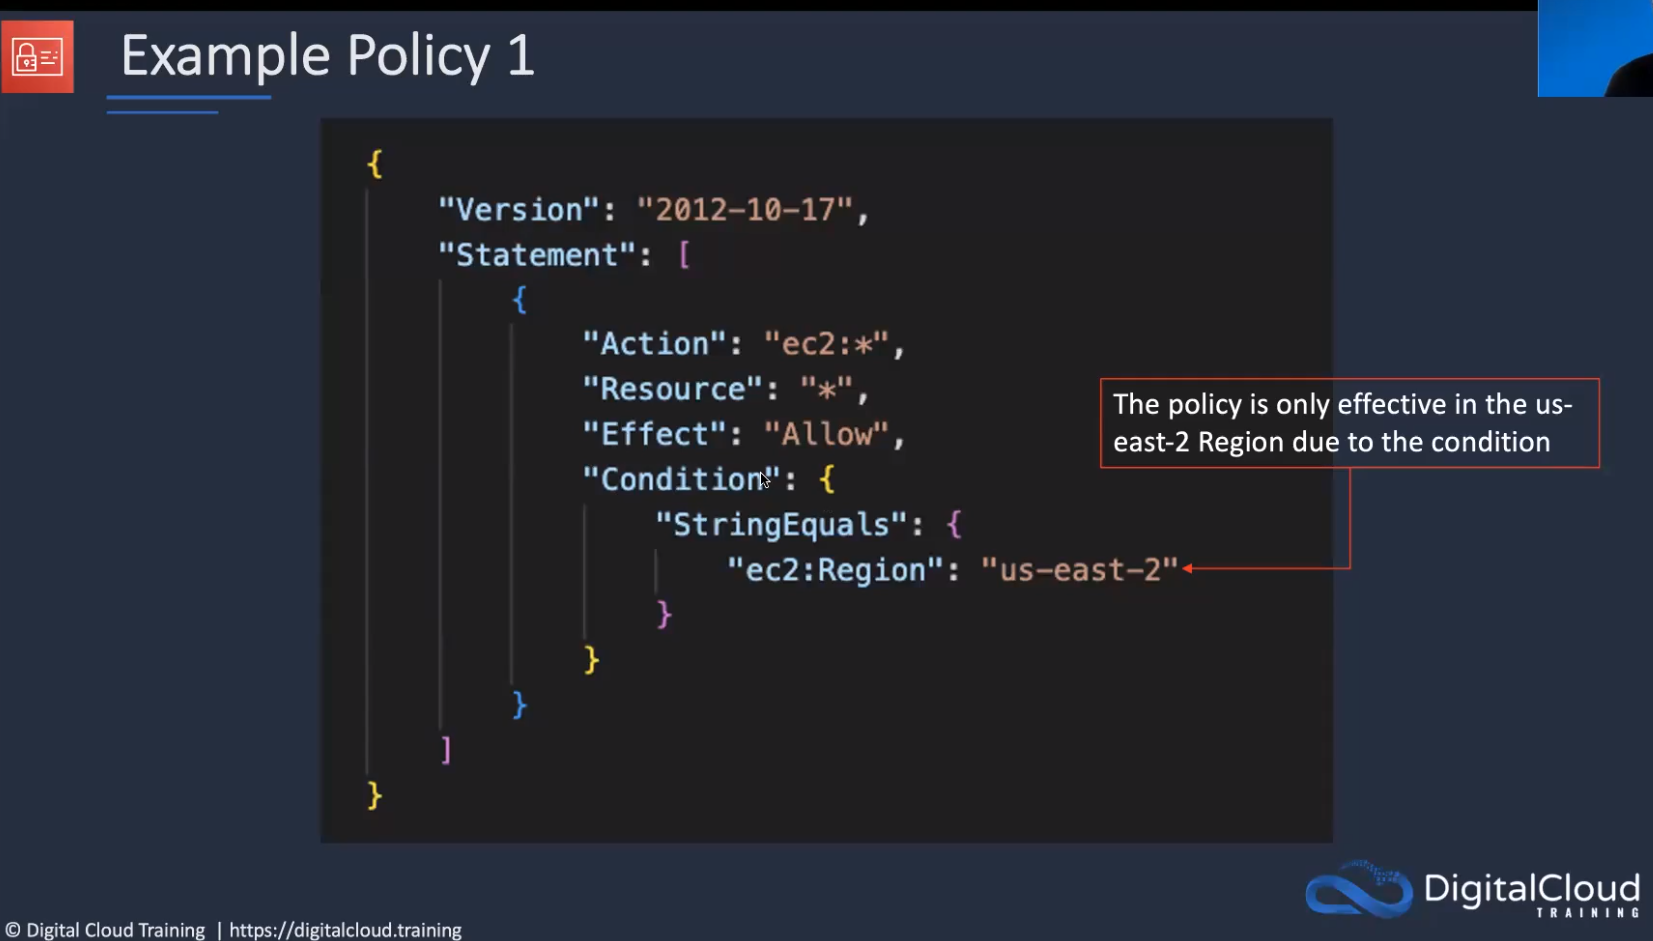 Example Policy 1
{
"Version": "2012-10-17",
"Statement": [
{
"Action": "ec2:*",
"Resource": "*",
"Effect": "Allow",
"Condition": {
"StringEquals": {
"ec2:Region": "us-east-2"
}
}
}
]
}
The policy is only effective in the us-
east-2 Region due to the condition
DigitalCloud
TRAINING
© Digital Cloud Training | https://digitalcloud.training